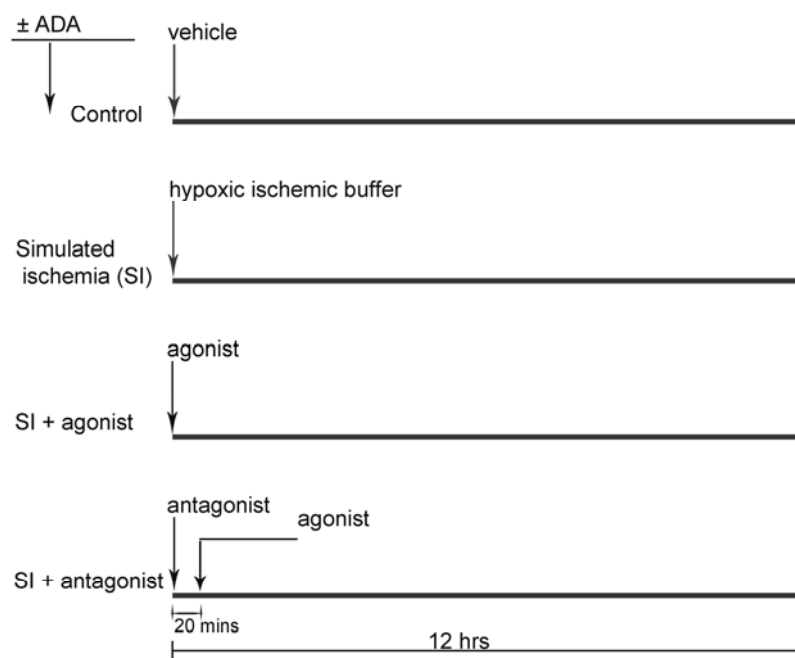 ± ADA
vehicle
Control
hypoxic ischemic buffer
Simulated
ischemia (SI)
agonist
SI + agonist
antagonist
agonist
SI + antagonist
20 mins
12 hrs